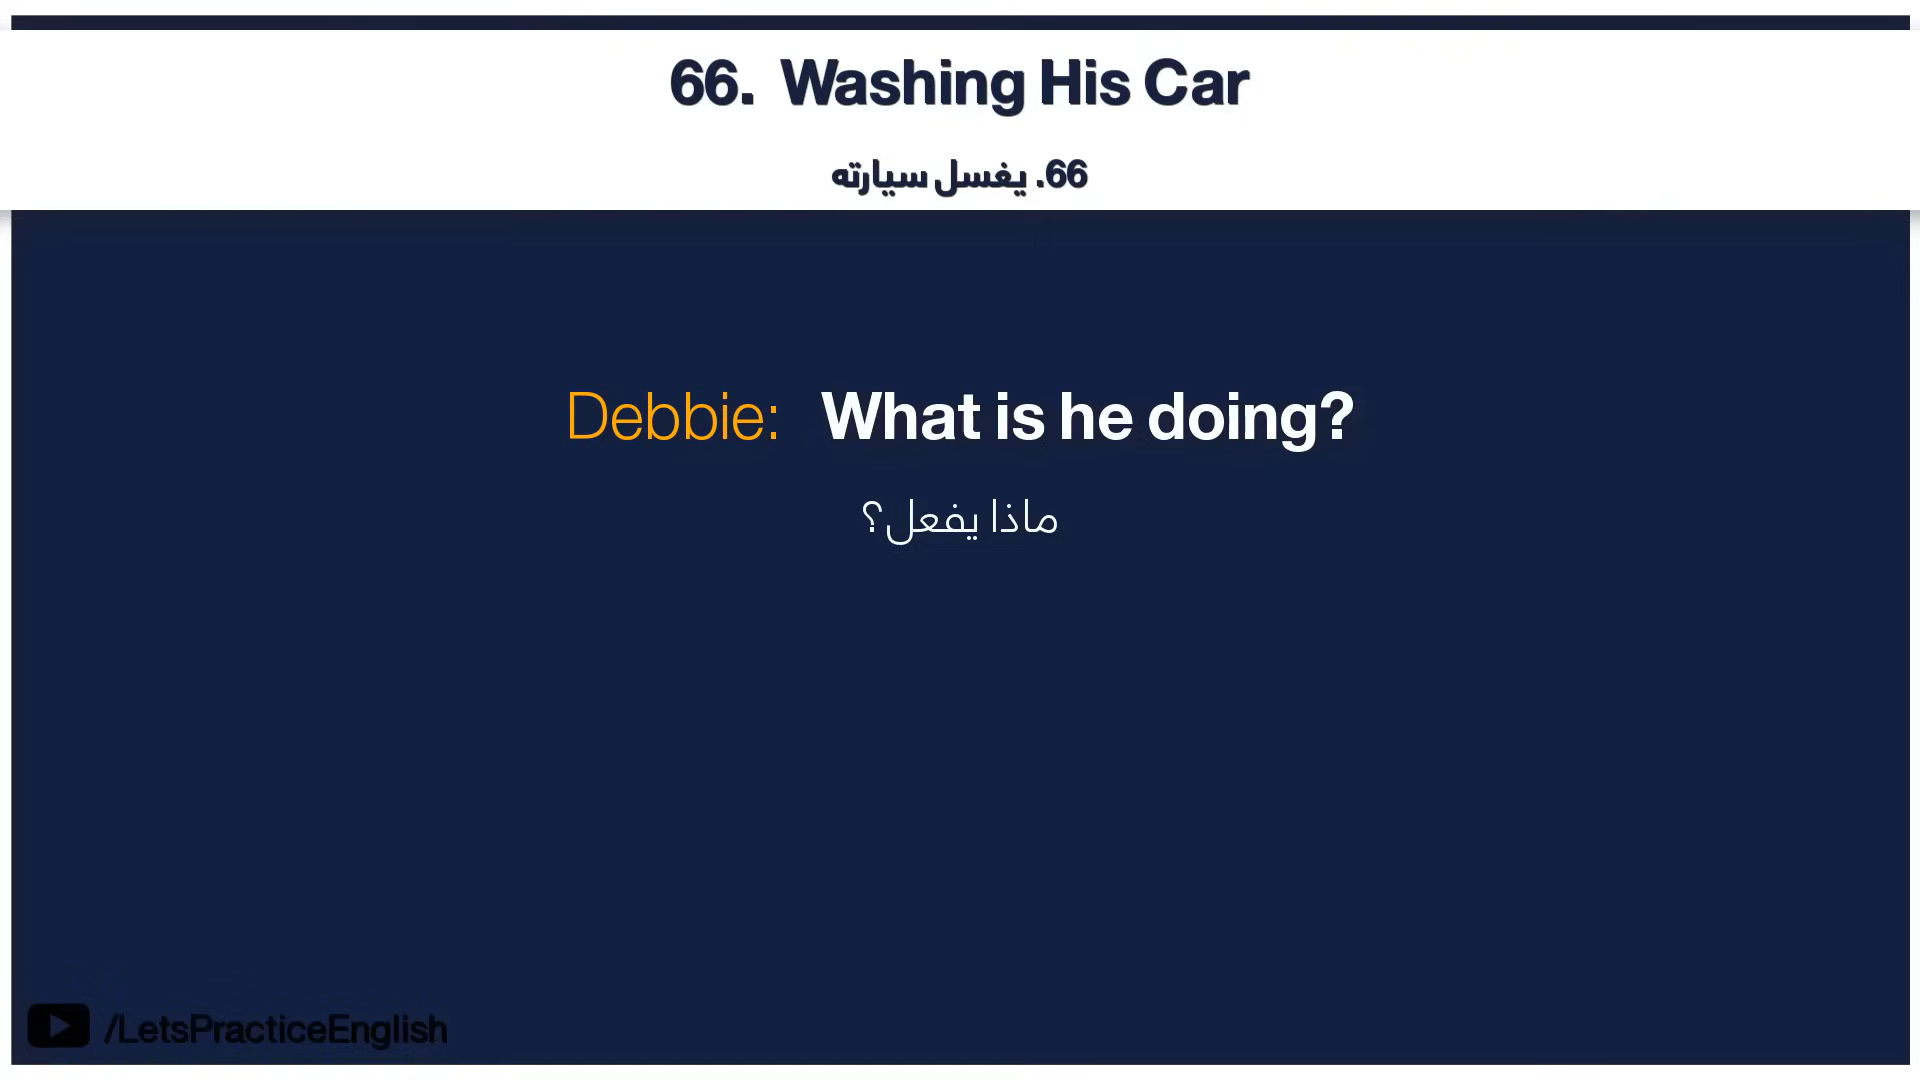 66. Washing His Car
66. يغسل سيارته
Debbie: What is he doing?
ماذا يفعل؟
/LetsPracticeEnglish